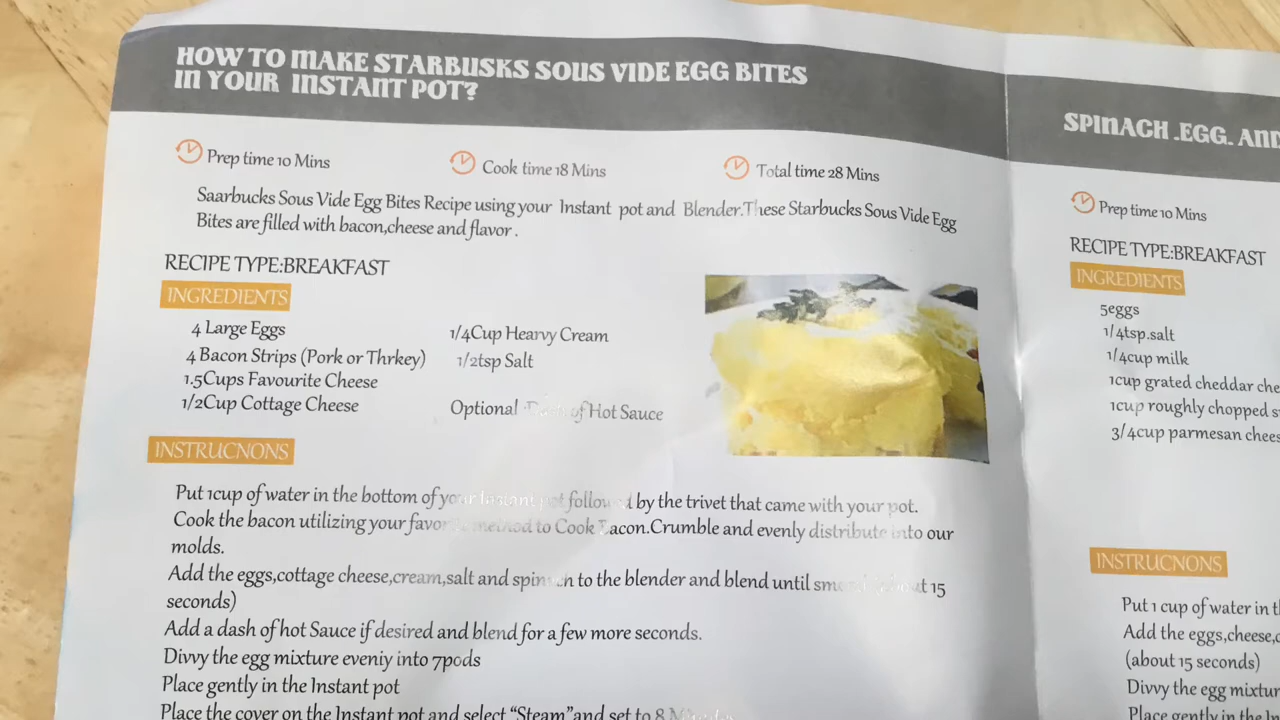 HOW TO MAKE STARBUSKS SOUS VIDE EGG BITES
IN YOUR INSTANT POT?
Prep time 10 Mins
Cook time 18 Mins
Total time 28 Mins
Saarbucks Sous Vide Egg Bites Recipe using your Instant pot and Blender.These Starbucks Sous Vide Egg
Bites are filled with bacon,cheese and flavor .
RECIPE TYPE:BREAKFAST
INGREDIENTS
4 Large Eggs
4 Bacon Strips (Pork or Thrkey)
1.5Cups Favourite Cheese
1/2Cup Cottage Cheese
1/4Cup Hearvy Cream
1/2tsp Salt
Optional of Hot Sauce
INSTRUCNONS
Put 1cup of water in the bottom of your Instant pot followed by the trivet that came with your pot.
Cook the bacon utilizing your method to Cook Bacon.Crumble and evenly distribute into our
molds.
Add the eggs,cottage cheese,cream,salt and to the blender and blend until 15
seconds)
Add a dash of hot Sauce if desired and blend for a few more seconds.
Divvy the egg mixture eveniy into 7pods
Place gently in the Instant pot
Place the cover on the Instant pot and select “Steam”and set to 8
SPINACH .EGG. AND
Prep time 10 Mins
RECIPE TYPE:BREAKFAST
INGREDIENTS
5eggs
1/4tsp.salt
1/4cup milk
1cup grated cheddar
1cup roughly chopped
3/4cup parmesan
INSTRUCNONS
Put 1 cup of water in
Add the eggs,cheese,
(about 15 seconds)
Divvy the egg
Place gently in the